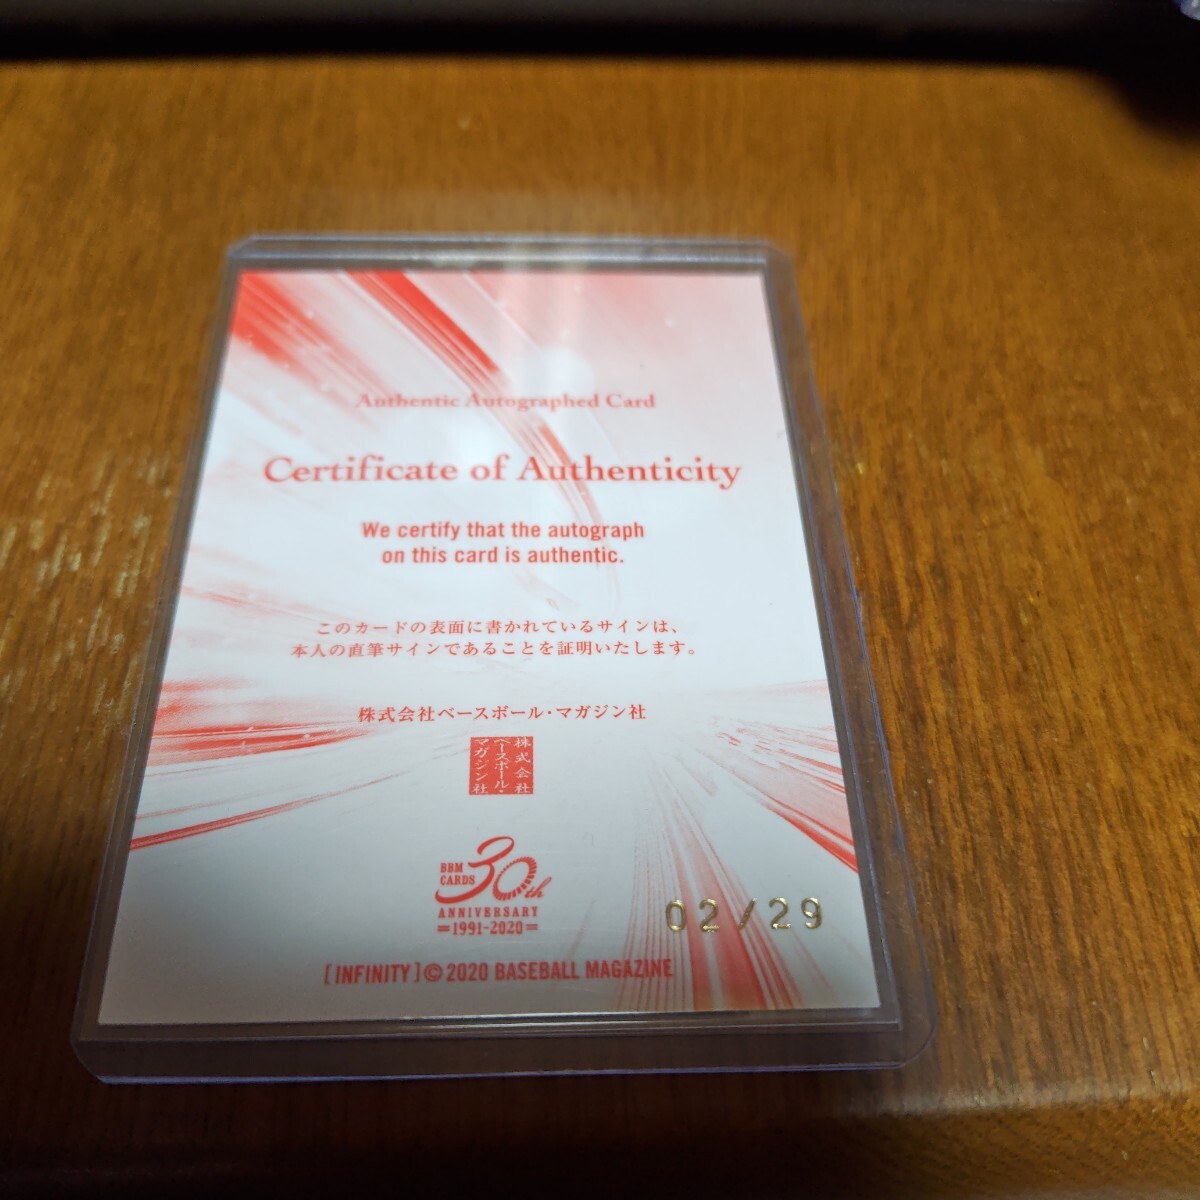 Authentic Autographed Card
Certificate of Authenticity
We certify that the autograph
on this card is authentic.
このカードの表面に書かれているサインは、
本人の直筆サインであることを証明いたします。
株式会社ベースボール・マガジン社
株式会社
ベースボール・
マガジン社
BBM
CARDS
30th
ANNIVERSARY
=1991-2020=
02/29
[INFINITY]© 2020 BASEBALL MAGAZINE